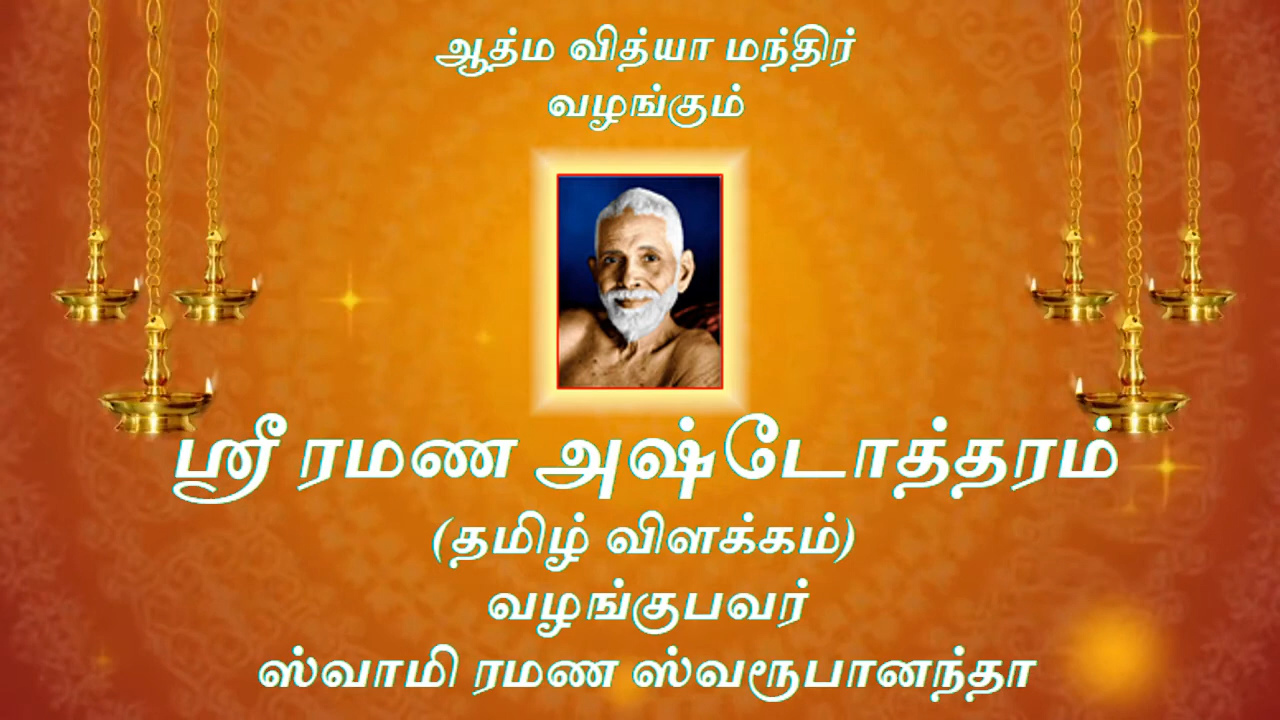 ஆத்ம வித்யா மந்திர்
வழங்கும்
ஸ்ரீ ரமண அஷ்டோத்தரம்
(தமிழ் விளக்கம்)
வழங்குபவர்
ஸ்வாமி ரமண ஸ்வரூபானந்தா